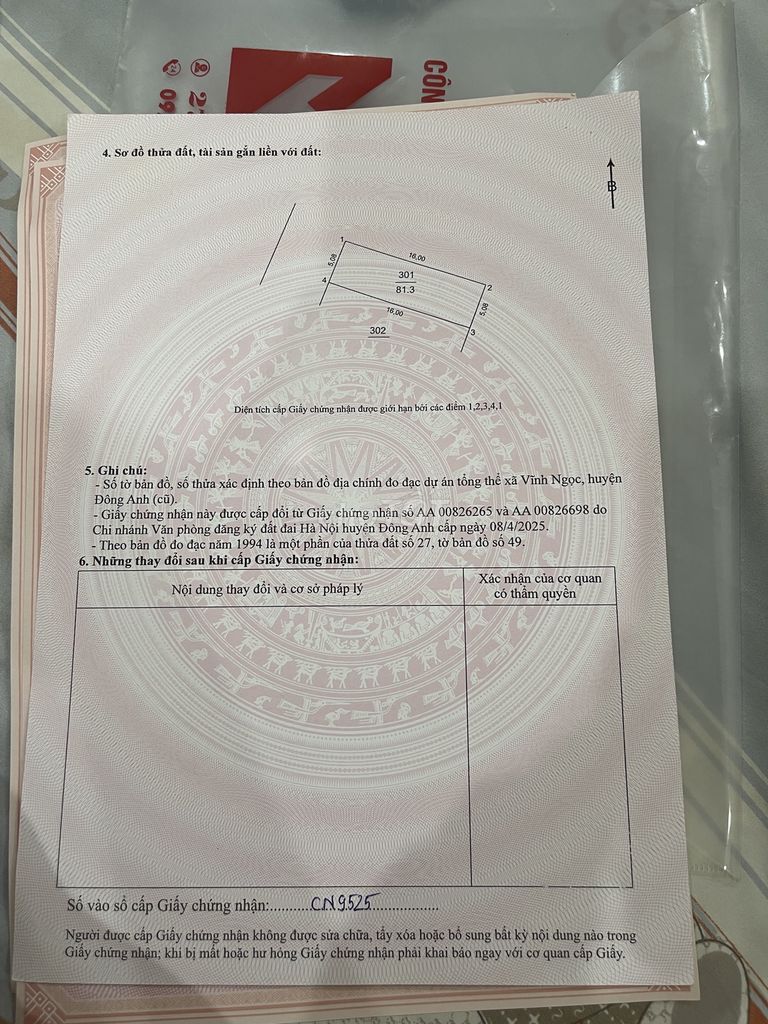 CÔN
09
4. Sơ đồ thửa đất, tài sản gắn liền với đất:
B
1
16,00
5,08
301
81.3
2
4
5,08
16,00
3
302
Diện tích cấp Giấy chứng nhận được giới hạn bởi các điểm 1,2,3,4,1
5. Ghi chú:
- Số tờ bản đồ, số thửa xác định theo bản đồ địa chính đo đạc dự án tổng thể xã Vĩnh Ngọc, huyện
Đông Anh (cũ).
- Giấy chứng nhận này được cấp đổi từ Giấy chứng nhận số AA 00826265 và AA 00826698 do
Chi nhánh Văn phòng đăng ký đất đai Hà Nội huyện Đông Anh cấp ngày 08/4/2025.
- Theo bản đồ đo đạc năm 1994 là một phần của thửa đất số 27, tờ bản đồ số 49.
6. Những thay đổi sau khi cấp Giấy chứng nhận:
Nội dung thay đổi và cơ sở pháp lý
Xác nhận của cơ quan
có thẩm quyền
Số vào sổ cấp Giấy chứng nhận:..........CN9525..................
Người được cấp Giấy chứng nhận không được sửa chữa, tẩy xóa hoặc bổ sung bất kỳ nội dung nào trong
Giấy chứng nhận; khi bị mất hoặc hư hỏng Giấy chứng nhận phải khai báo ngay với cơ quan cấp Giấy.